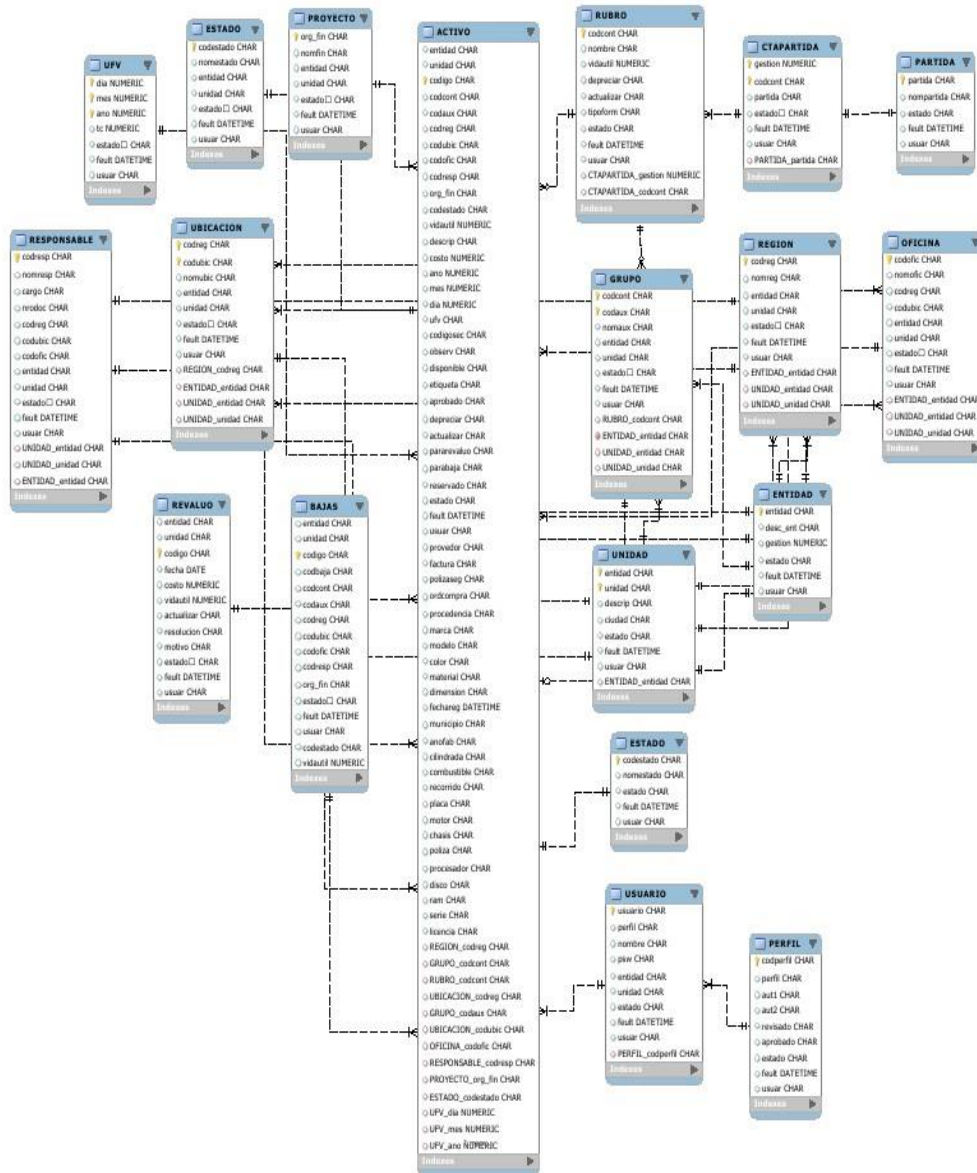 UFV
dia NUMERIC
mes NUMERIC
ano NUMERIC
tc NUMERIC
estado□ CHAR
feult DATETIME
usuar CHAR
Indexes
ESTADO
codestado CHAR
nomestado CHAR
entidad CHAR
unidad CHAR
estado□ CHAR
feult DATETIME
usuar CHAR
Indexes
PROYECTO
org_fin CHAR
nomfin CHAR
entidad CHAR
unidad CHAR
estado□ CHAR
feult DATETIME
usuar CHAR
Indexes
ACTIVO
entidad CHAR
unidad CHAR
codigo CHAR
codcont CHAR
codaux CHAR
codreg CHAR
codubic CHAR
codofic CHAR
codresp CHAR
org_fin CHAR
codestado CHAR
vidautil NUMERIC
descrip CHAR
costo NUMERIC
ano NUMERIC
mes NUMERIC
dia NUMERIC
ufv CHAR
codigosec CHAR
observ CHAR
disponible CHAR
etiqueta CHAR
aprobado CHAR
depreciar CHAR
actualizar CHAR
pararevaluo CHAR
parabaja CHAR
reservado CHAR
estado CHAR
feult DATETIME
usuar CHAR
provedor CHAR
factura CHAR
polizaseg CHAR
ordcompra CHAR
procedencia CHAR
marca CHAR
modelo CHAR
color CHAR
material CHAR
dimension CHAR
fechareg DATETIME
municipio CHAR
anofab CHAR
cilindrada CHAR
combustible CHAR
recorrido CHAR
placa CHAR
motor CHAR
chasis CHAR
poliza CHAR
procesador CHAR
disco CHAR
ram CHAR
serie CHAR
licencia CHAR
REGION_codreg CHAR
GRUPO_codcont CHAR
RUBRO_codcont CHAR
UBICACION_codreg CHAR
GRUPO_codaux CHAR
UBICACION_codubic CHAR
OFICINA_codofic CHAR
RESPONSABLE_codresp CHAR
PROYECTO_org_fin CHAR
ESTADO_codestado CHAR
UFV_dia NUMERIC
UFV_mes NUMERIC
UFV_ano NUMERIC
Indexes
RUBRO
codcont CHAR
nombre CHAR
vidautil NUMERIC
depreciar CHAR
actualizar CHAR
tipoform CHAR
estado CHAR
feult DATETIME
usuar CHAR
CTAPARTIDA_gestion NUMERIC
CTAPARTIDA_codcont CHAR
Indexes
CTAPARTIDA
gestion NUMERIC
codcont CHAR
partida CHAR
estado□ CHAR
feult DATETIME
usuar CHAR
PARTIDA_partida CHAR
Indexes
PARTIDA
partida CHAR
nompartida CHAR
estado CHAR
feult DATETIME
usuar CHAR
Indexes
RESPONSABLE
codresp CHAR
nomresp CHAR
cargo CHAR
nrodoc CHAR
codreg CHAR
codubic CHAR
codofic CHAR
entidad CHAR
unidad CHAR
estado□ CHAR
feult DATETIME
usuar CHAR
UNIDAD_entidad CHAR
UNIDAD_unidad CHAR
ENTIDAD_entidad CHAR
Indexes
UBICACION
codreg CHAR
codubic CHAR
nomubic CHAR
entidad CHAR
unidad CHAR
estado□ CHAR
feult DATETIME
usuar CHAR
REGION_codreg CHAR
ENTIDAD_entidad CHAR
UNIDAD_entidad CHAR
UNIDAD_unidad CHAR
Indexes
GRUPO
codcont CHAR
codaux CHAR
nomaux CHAR
entidad CHAR
unidad CHAR
estado□ CHAR
feult DATETIME
usuar CHAR
RUBRO_codcont CHAR
ENTIDAD_entidad CHAR
UNIDAD_entidad CHAR
UNIDAD_unidad CHAR
Indexes
REGION
codreg CHAR
nomreg CHAR
entidad CHAR
unidad CHAR
estado□ CHAR
feult DATETIME
usuar CHAR
ENTIDAD_entidad CHAR
UNIDAD_entidad CHAR
UNIDAD_unidad CHAR
Indexes
OFICINA
codofic CHAR
nomofic CHAR
codreg CHAR
codubic CHAR
entidad CHAR
unidad CHAR
estado□ CHAR
feult DATETIME
usuar CHAR
ENTIDAD_entidad CHAR
UNIDAD_entidad CHAR
UNIDAD_unidad CHAR
Indexes
REVALUO
entidad CHAR
unidad CHAR
codigo CHAR
fecha DATE
costo NUMERIC
vidautil NUMERIC
actualizar CHAR
resolucion CHAR
motivo CHAR
estado□ CHAR
feult DATETIME
usuar CHAR
Indexes
BAJAS
entidad CHAR
unidad CHAR
codigo CHAR
codbaja CHAR
codcont CHAR
codaux CHAR
codreg CHAR
codubic CHAR
codofic CHAR
codresp CHAR
org_fin CHAR
estado□ CHAR
feult DATETIME
usuar CHAR
codestado CHAR
vidautil NUMERIC
Indexes
UNIDAD
entidad CHAR
unidad CHAR
descrip CHAR
ciudad CHAR
estado CHAR
feult DATETIME
usuar CHAR
ENTIDAD_entidad CHAR
Indexes
ENTIDAD
entidad CHAR
desc_ent CHAR
gestion NUMERIC
estado CHAR
feult DATETIME
usuar CHAR
Indexes
ESTADO
codestado CHAR
nomestado CHAR
estado CHAR
feult DATETIME
usuar CHAR
Indexes
USUARIO
usuario CHAR
perfil CHAR
nombre CHAR
psw CHAR
entidad CHAR
unidad CHAR
estado CHAR
feult DATETIME
usuar CHAR
PERFIL_codperfil CHAR
Indexes
PERFIL
codperfil CHAR
perfil CHAR
aut1 CHAR
aut2 CHAR
revisado CHAR
aprobado CHAR
estado CHAR
feult DATETIME
usuar CHAR
Indexes